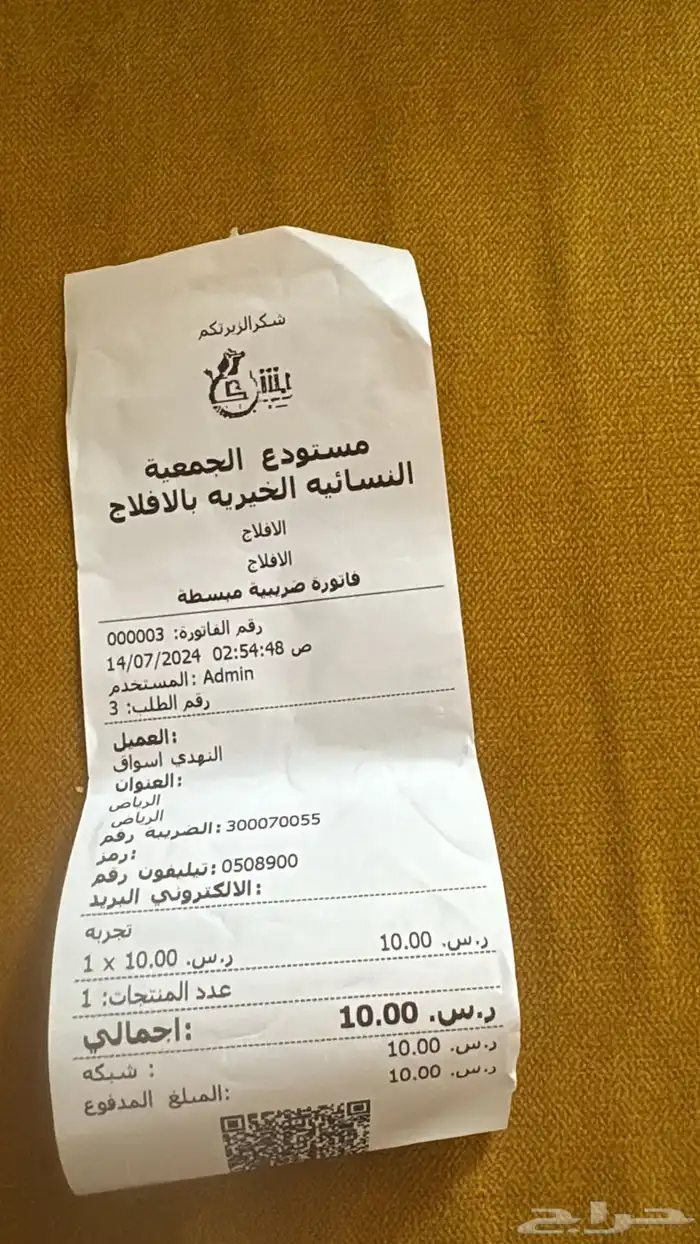 شكرالزيرتكم
مستودع الجمعية
النسائيه الخيريه بالافلاج
الافلاج
الافلاج
فاتورة ضريبية مبسطة
رقم الفاتورة: 000003
14/07/2024 02:54:48 ص
المستخدم: Admin
رقم الطلب: 3
العميل:
النهدي اسواق
العنوان:
الرياض
الرياض
الضريبة رقم: 300070055
رمز:
تيليفون رقم: 0508900
الالكتروني البريد:
تجربه
1 x 10.00 ر.س.
10.00 ر.س.
عدد المنتجات: 1
اجمالي: 10.00 ر.س.
شبكه : 10.00 ر.س.
المبلغ المدفوع: 10.00 ر.س.
حراج